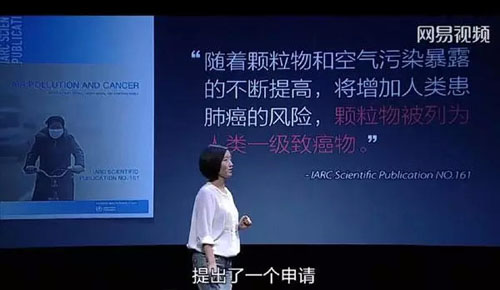 网易视频
IARC SCIENTIFIC
PUBLICATION
AIR POLLUTION AND CANCER
IARC SCIENTIFIC
PUBLICATION NO.161
“随着颗粒物和空气污染暴露
的不断提高，将增加人类患
肺癌的风险，颗粒物被列为
人类一级致癌物。”
- IARC Scientific Publication NO.161
提出了一个申请